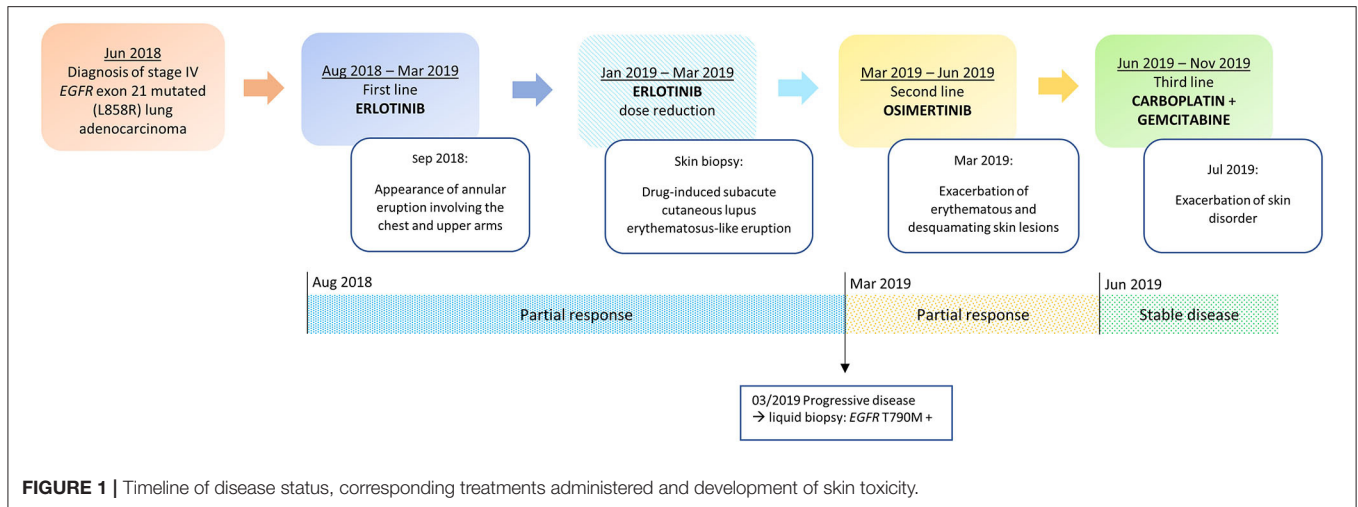 Jun 2018
Diagnosis of stage IV
EGFR exon 21 mutated
(L858R) lung
adenocarcinoma
Aug 2018 – Mar 2019
First line
ERLOTINIB
Jan 2019 – Mar 2019
ERLOTINIB
dose reduction
Mar 2019 – Jun 2019
Second line
OSIMERTINIB
Jun 2019 – Nov 2019
Third line
CARBOPLATIN +
GEMCITABINE
Sep 2018:
Appearance of annular
eruption involving the
chest and upper arms
Skin biopsy:
Drug-induced subacute
cutaneous lupus
erythematosus-like eruption
Mar 2019:
Exacerbation of
erythematous and
desquamating skin lesions
Jul 2019:
Exacerbation of skin
disorder
Aug 2018
Mar 2019
Jun 2019
Partial response
Partial response
Stable disease
03/2019 Progressive disease
→ liquid biopsy: EGFR T790M +
FIGURE 1 | Timeline of disease status, corresponding treatments administered and development of skin toxicity.